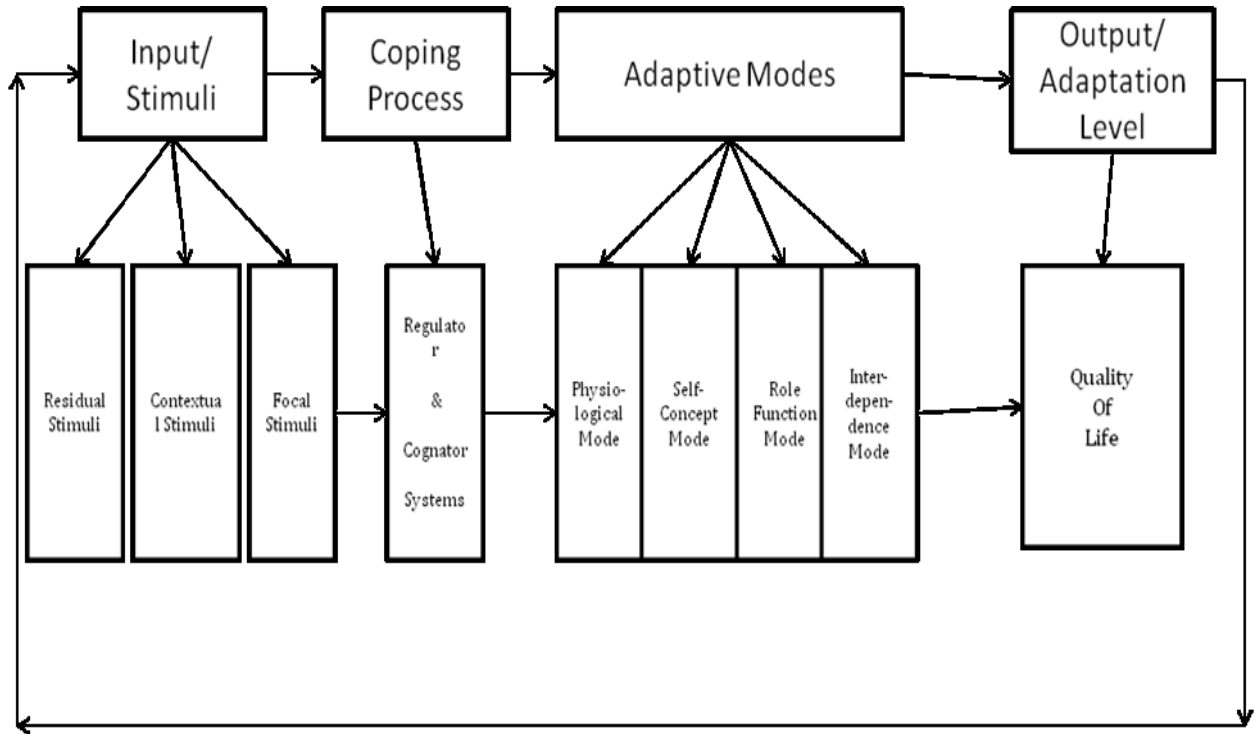 Input/
Stimuli
Coping
Process
Adaptive Modes
Output/
Adaptation
Level
Residual
Stimuli
Contextua
l Stimuli
Focal
Stimuli
Regulato
r
&
Cognator
Systems
Physio-
logical
Mode
Self-
Concept
Mode
Role
Function
Mode
Inter-
depen-
dence
Mode
Quality
Of
Life